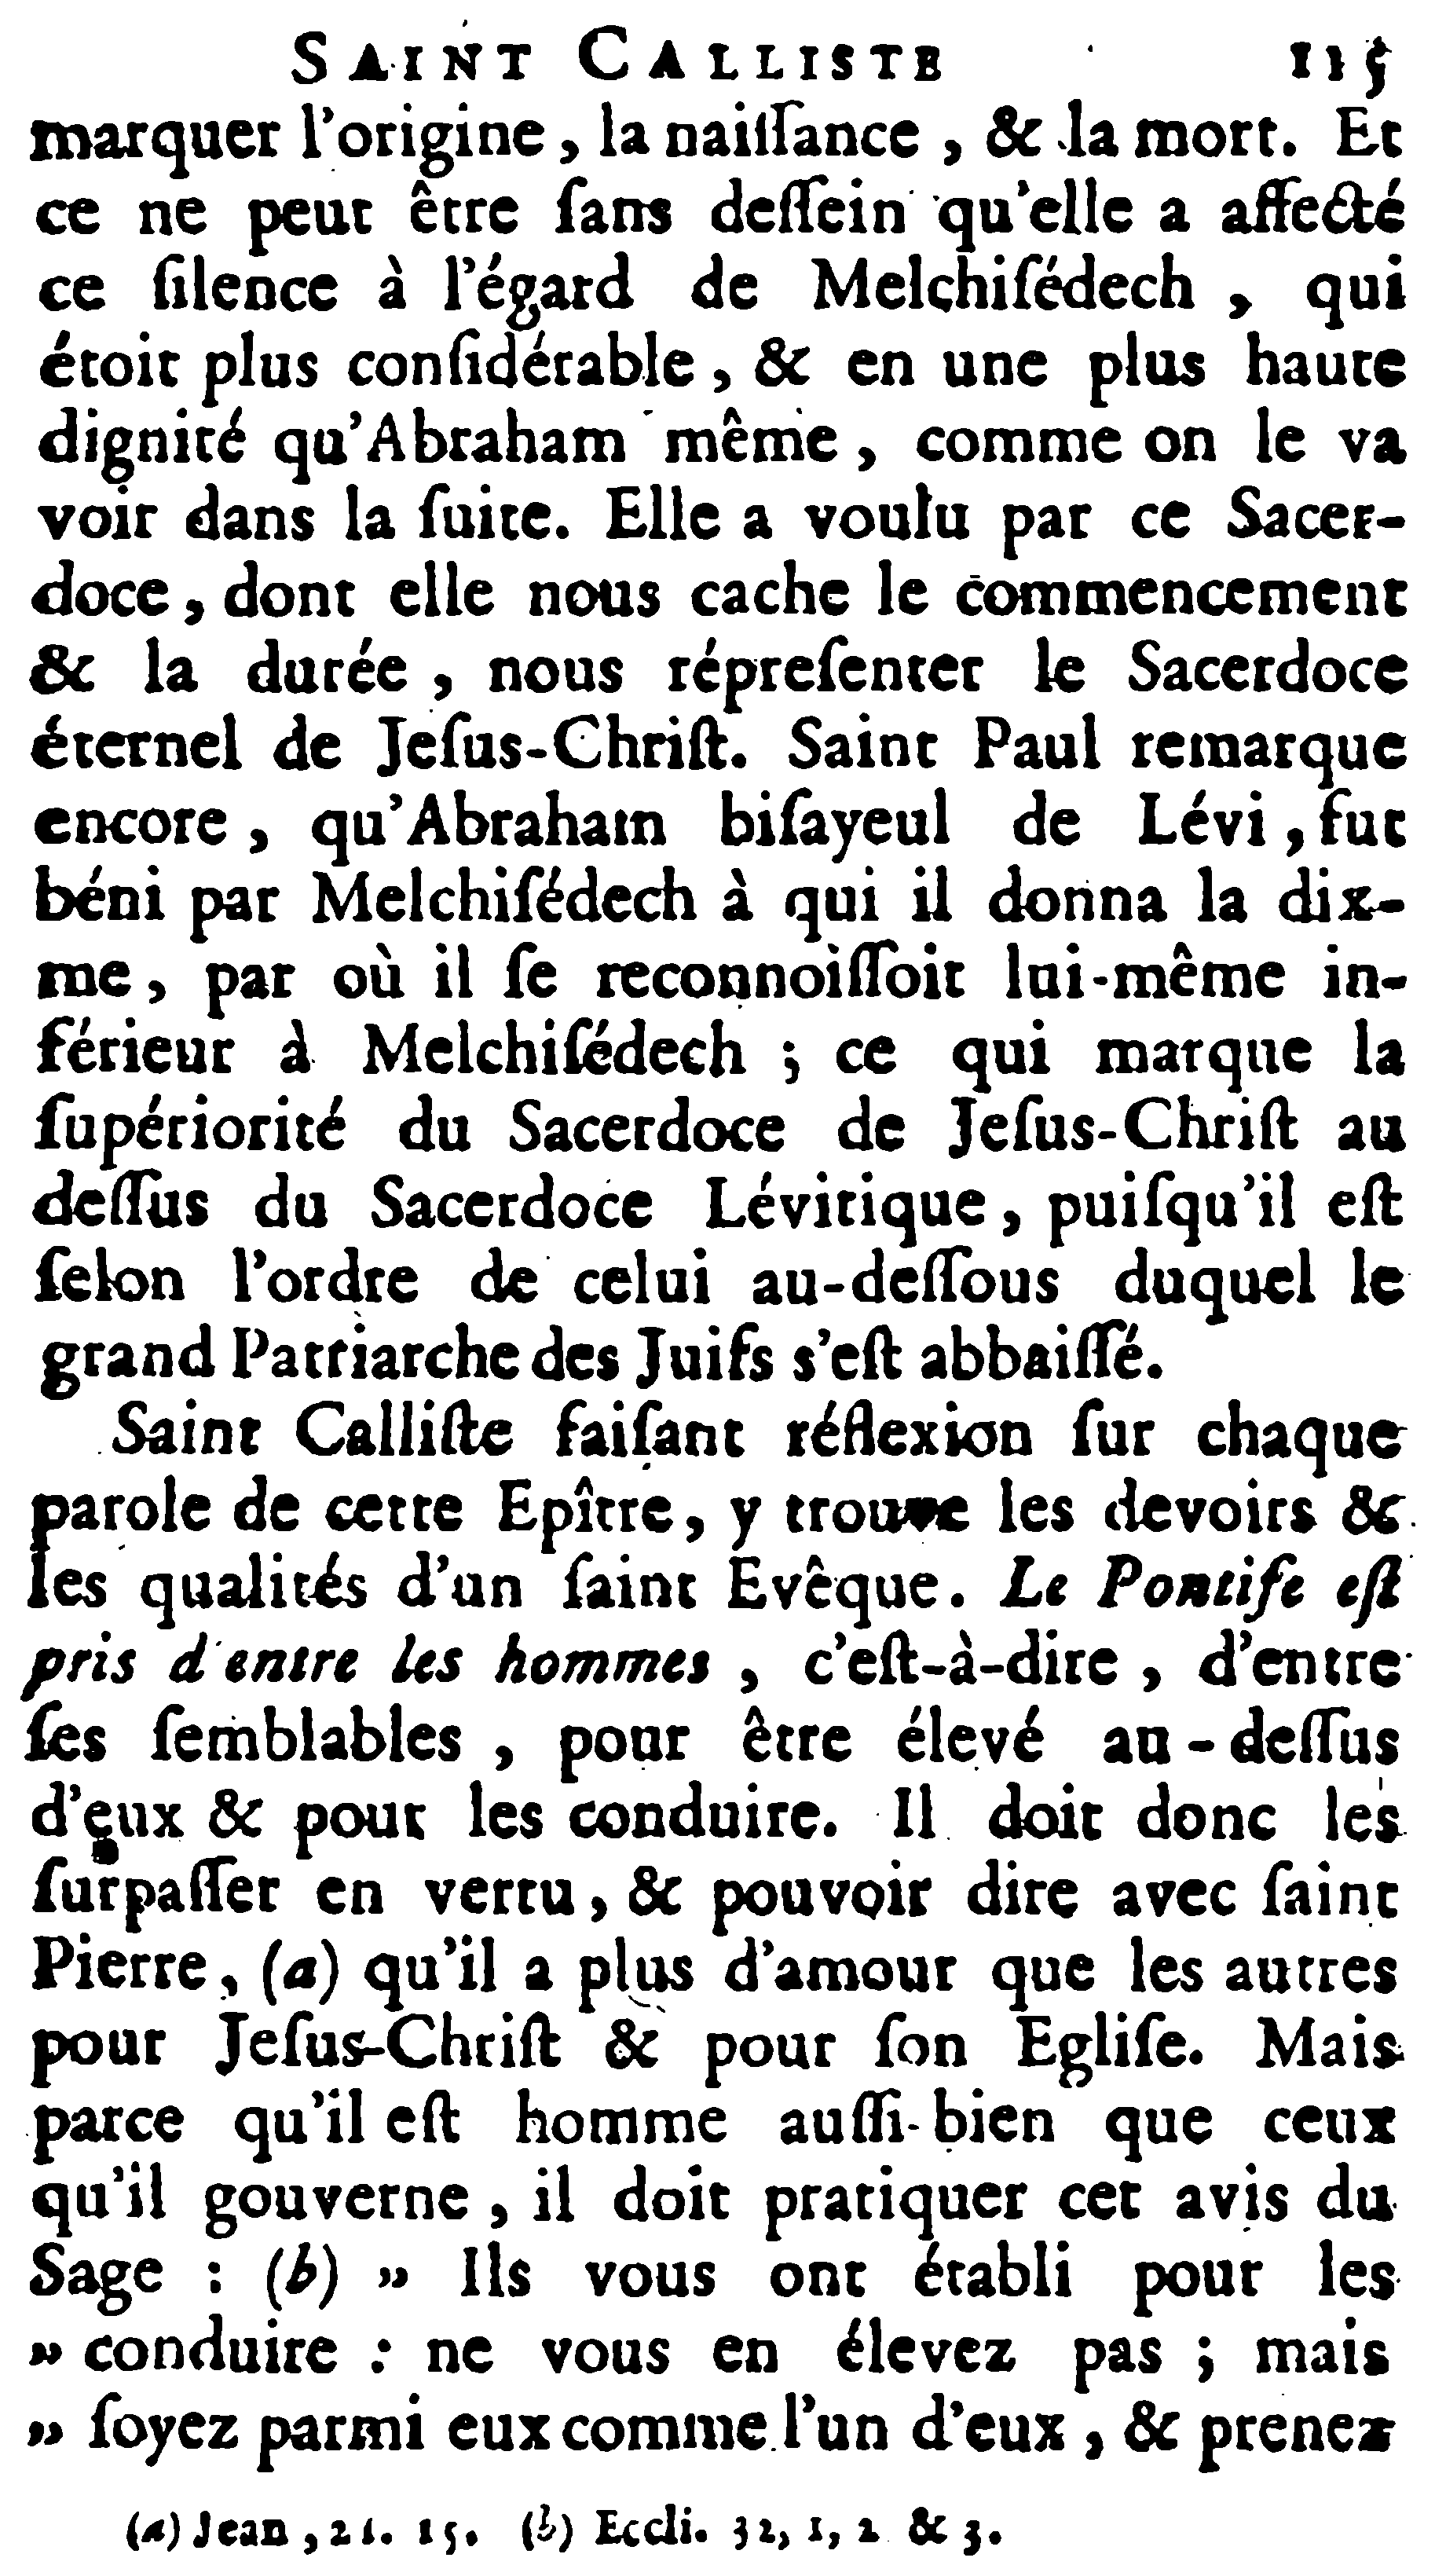 SAINT CALLISTE 115
marquer l'origine, la naiſſance, & la mort. Et
ce ne peut être ſans deſſein qu'elle a affecté
ce ſilence à l'égard de Melchiſédech, qui
étoit plus conſidérable, & en une plus haute
dignité qu'Abraham même, comme on le va
voir dans la ſuite. Elle a voulu par ce Sacer-
doce, dont elle nous cache le commencement
& la durée, nous répreſenter le Sacerdoce
éternel de Jeſus-Chriſt. Saint Paul remarque
encore, qu'Abraham biſayeul de Lévi, fut
béni par Melchiſédech à qui il donna la dix-
me, par où il ſe reconnoiſſoit lui-même in-
férieur à Melchiſédech ; ce qui marque la
ſupériorité du Sacerdoce de Jeſus-Chriſt au
deſſus du Sacerdoce Lévitique, puiſqu'il eſt
ſelon l'ordre de celui au-deſſous duquel le
grand Patriarche des Juifs s'eſt abbaiſſé.
Saint Calliſte faiſant réflexion ſur chaque
parole de cette Epître, y trouve les devoirs &
les qualités d'un ſaint Evêque. Le Pontife eſt
pris d'entre les hommes, c'eſt-à-dire, d'entre
ſes ſemblables, pour être élevé au-deſſus
d'eux & pour les conduire. Il doit donc les
ſurpaſſer en vertu, & pouvoir dire avec ſaint
Pierre, (a) qu'il a plus d'amour que les autres
pour Jeſus-Chriſt & pour ſon Egliſe. Mais
parce qu'il eſt homme auſſi-bien que ceux
qu'il gouverne, il doit pratiquer cet avis du
Sage : (b) » Ils vous ont établi pour les
» conduire : ne vous en élevez pas ; mais
» ſoyez parmi eux comme l'un d'eux, & prenez
(a) Jean, 21. 15. (b) Eccli. 32, 1, 2 & 3.